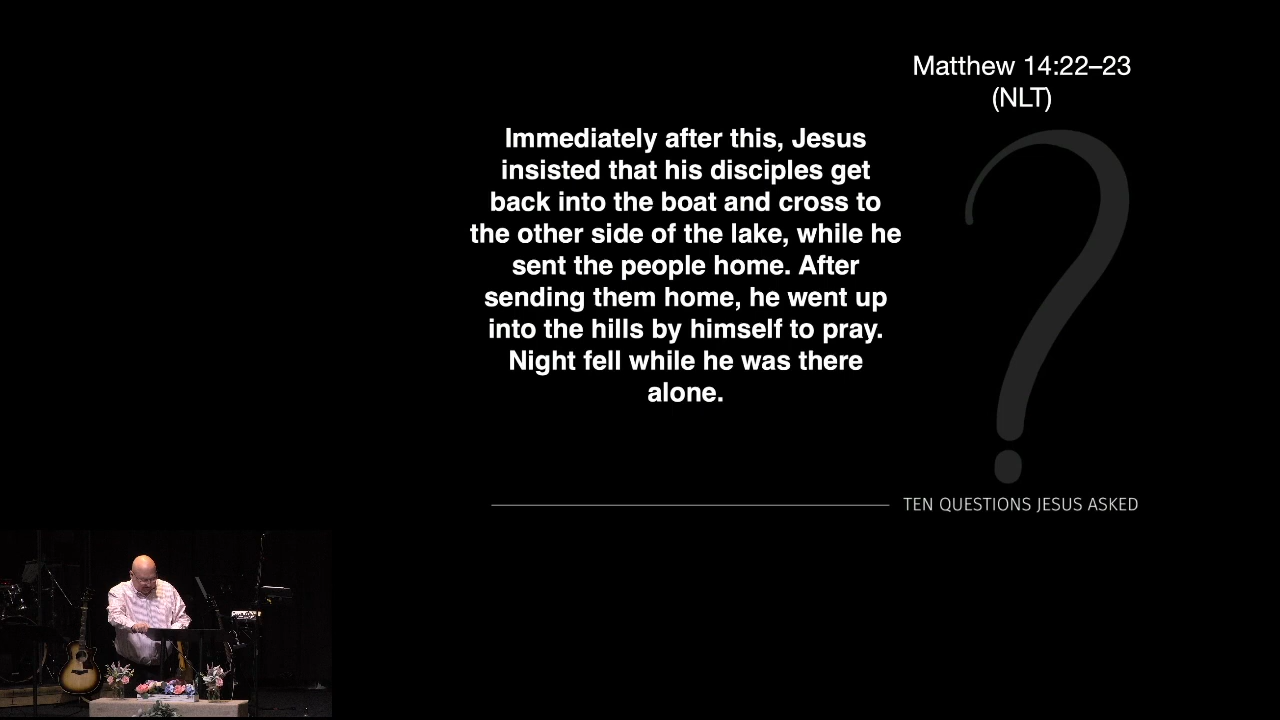 Matthew 14:22–23
(NLT)
Immediately after this, Jesus
insisted that his disciples get
back into the boat and cross to
the other side of the lake, while he
sent the people home. After
sending them home, he went up
into the hills by himself to pray.
Night fell while he was there
alone.
?
TEN QUESTIONS JESUS ASKED